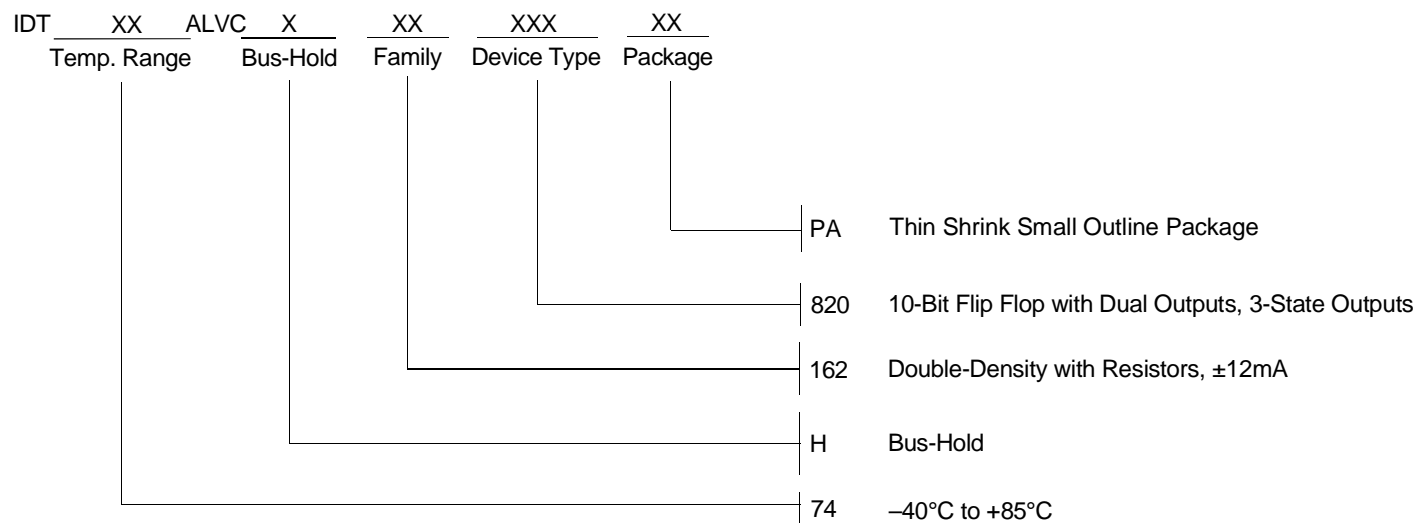 IDT XX ALVC X XX XXX XX
Temp. Range Bus-Hold Family Device Type Package
PA Thin Shrink Small Outline Package
820 10-Bit Flip Flop with Dual Outputs, 3-State Outputs
162 Double-Density with Resistors, ±12mA
H Bus-Hold
74 –40°C to +85°C